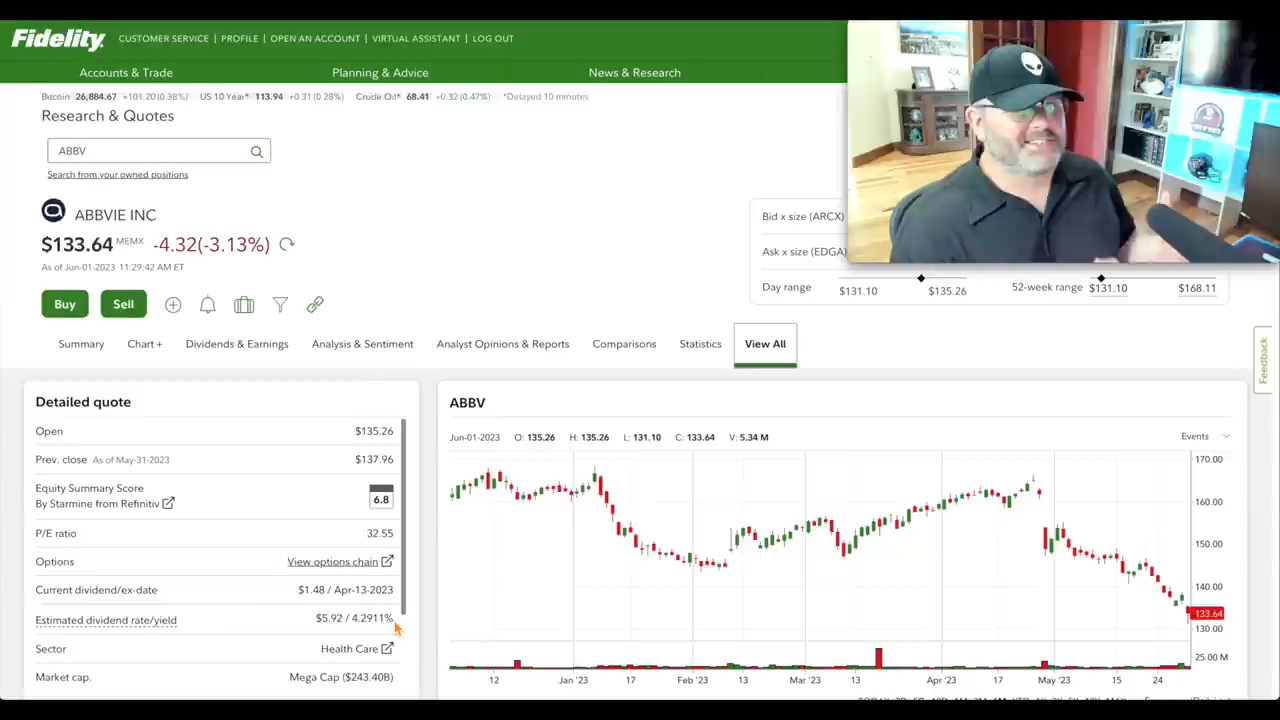 Fidelity
CUSTOMER SERVICE | PROFILE | OPEN AN ACCOUNT | VIRTUAL ASSISTANT | LOG OUT
Accounts & Trade Planning & Advice News & Research
Bitcoin 26,884.67 +101.20 (0.38%) US 10 Year* 113.94 +0.31 (0.28%) Crude Oil* 68.41 +0.32 (0.47%) *Delayed 10 minutes
Research & Quotes
ABBV
Search from your owned positions
ABBVIE INC
$133.64 MEMX -4.32(-3.13%)
As of Jun-01-2023 11:29:42 AM ET
Bid x size (ARCX)
Ask x size (EDGA)
Day range $131.10 $135.26 52-week range $131.10 $168.11
Buy Sell
Summary Chart + Dividends & Earnings Analysis & Sentiment Analyst Opinions & Reports Comparisons Statistics View All
Feedback
Detailed quote
Open $135.26
Prev. close As of May-31-2023 $137.96
Equity Summary Score
By Starmine from Refinitiv 6.8
P/E ratio 32.55
Options View options chain
Current dividend/ex-date $1.48 / Apr-13-2023
Estimated dividend rate/yield $5.92 / 4.2911%
Sector Health Care
Market cap. Mega Cap ($243.40B)
ABBV
Jun-01-2023 O: 135.26 H: 135.26 L: 131.10 C: 133.64 V: 5.34 M
Events
170.00
160.00
150.00
140.00
133.64
130.00
25.00 M
12 Jan '23 17 Feb '23 Mar '23 13 Apr '23 17 May '23 15 24